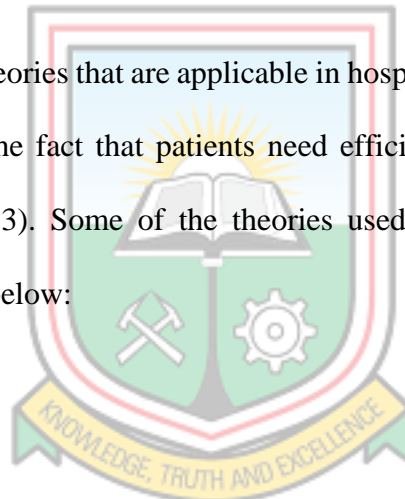 eories that are applicable in hosp
he fact that patients need effici
3). Some of the theories used
below:
KNOWLEDGE, TRUTH AND EXCELLENCE